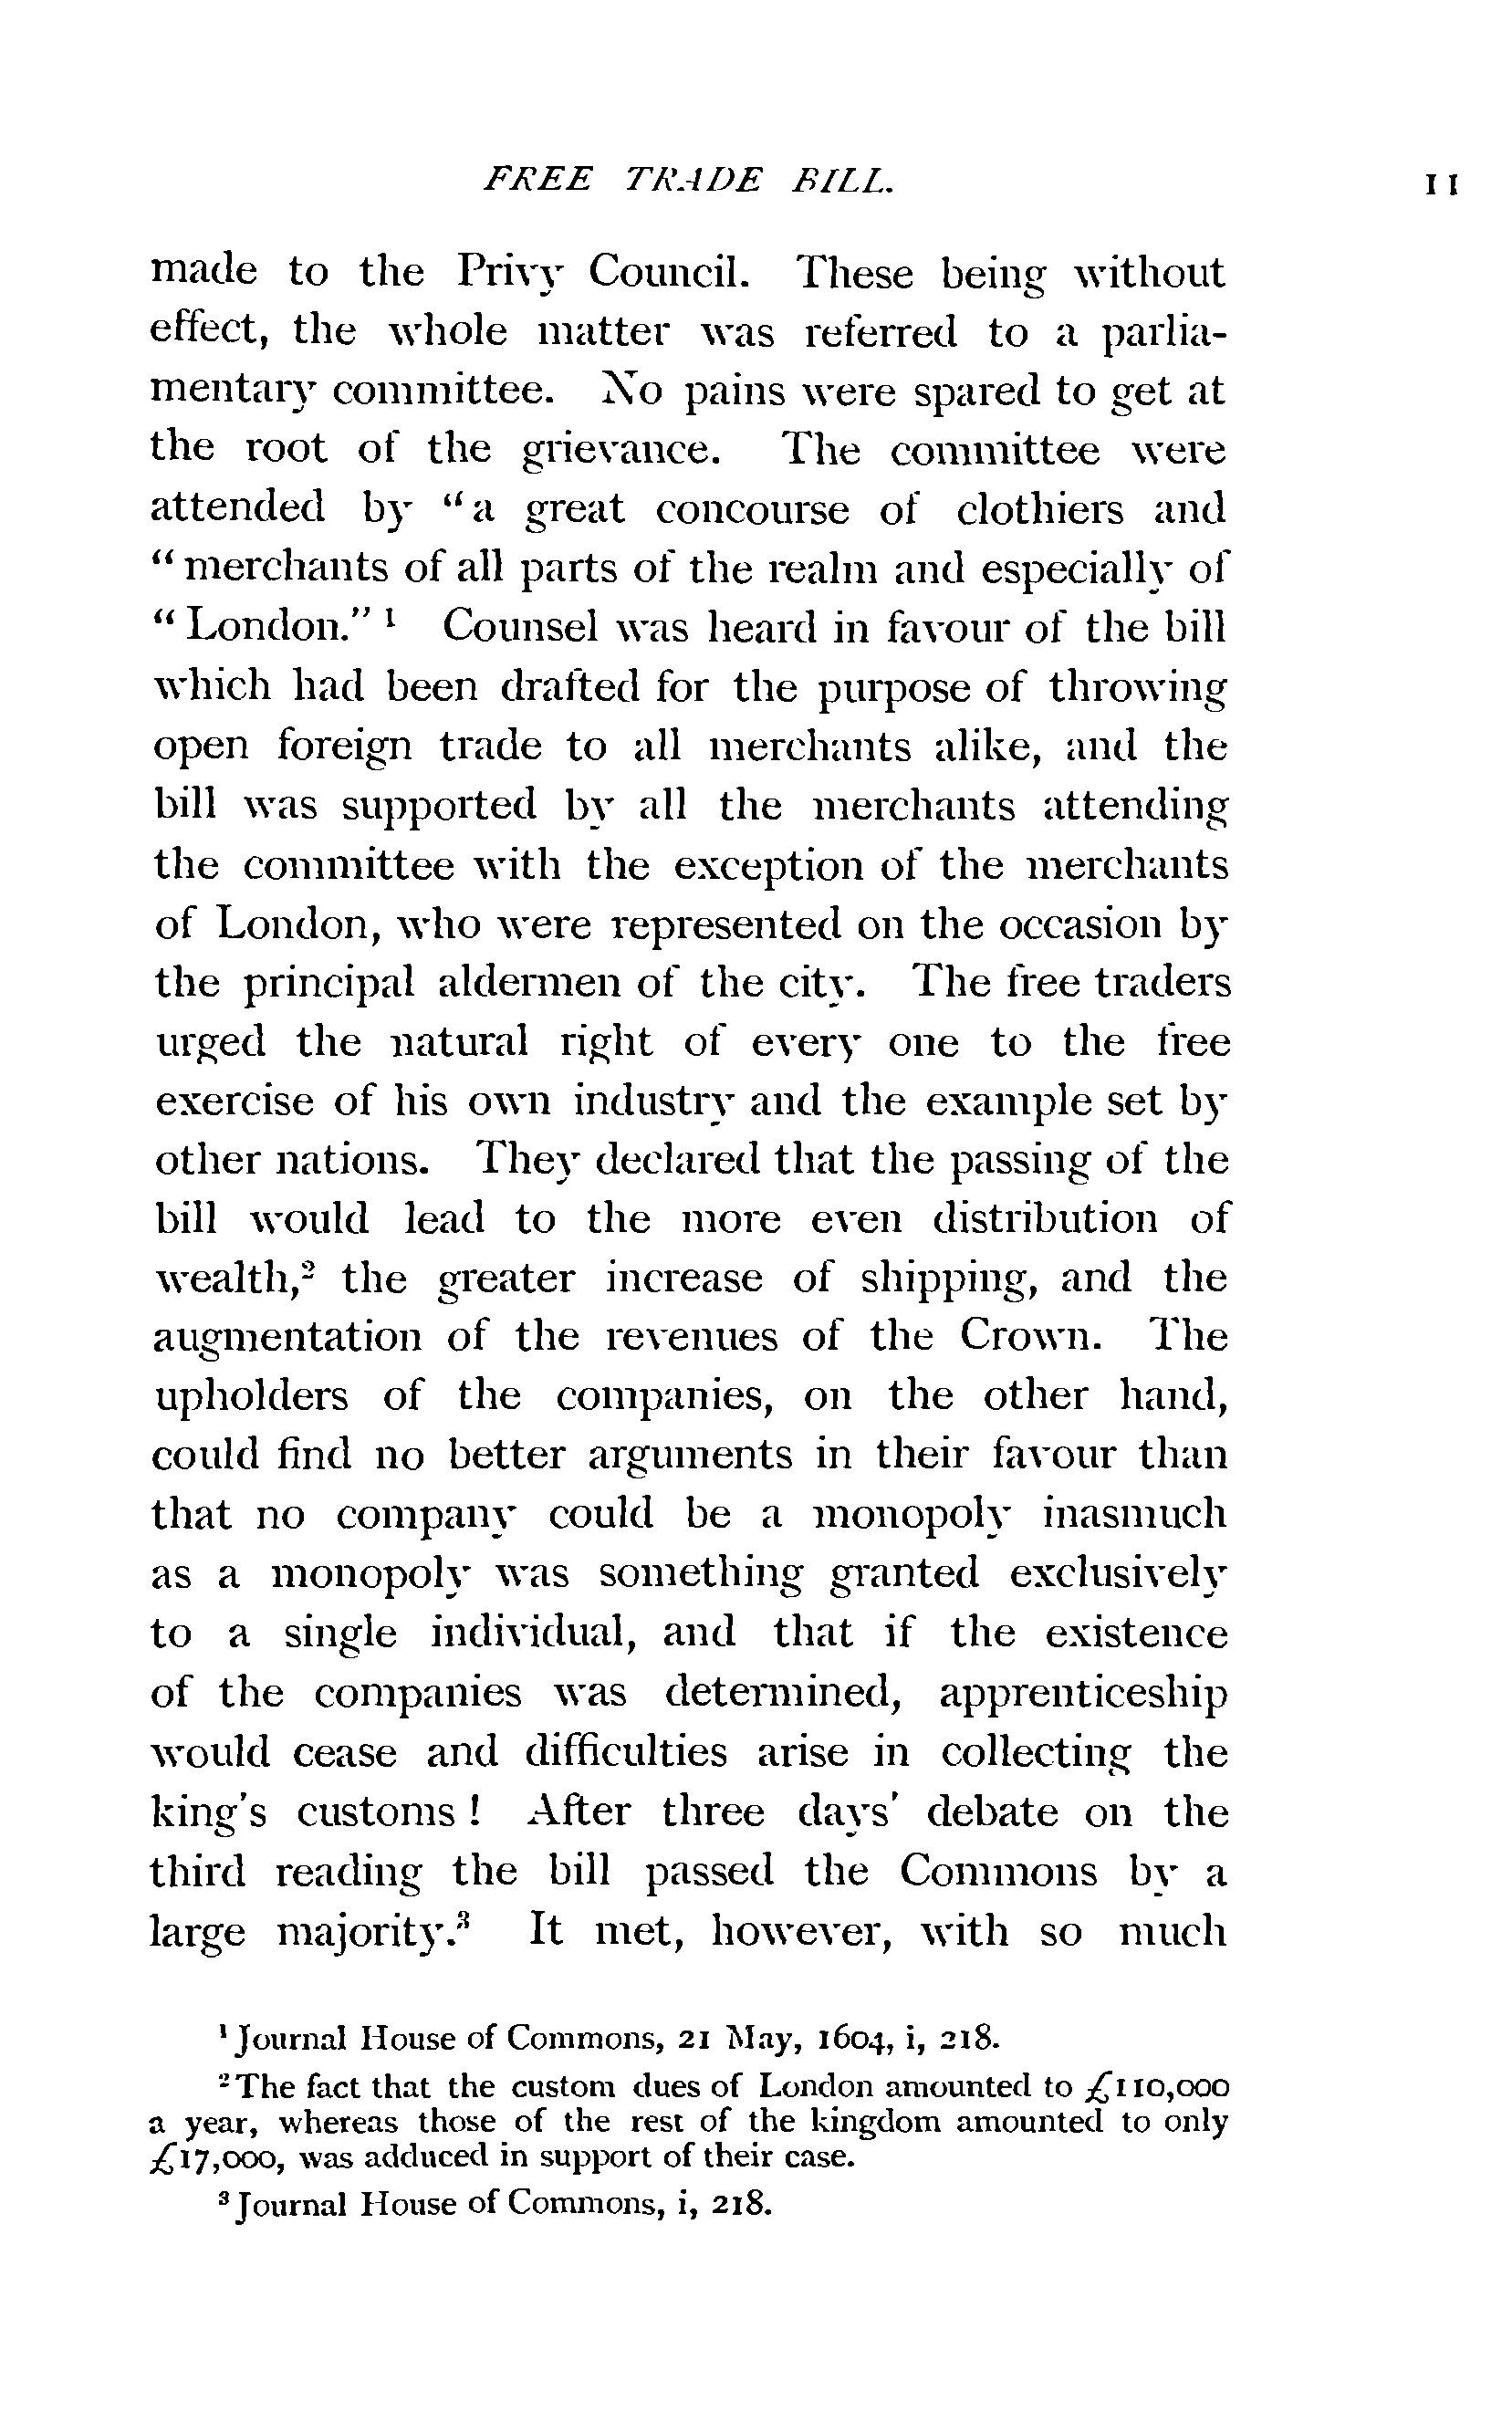 FREE TRADE BILL. 11
made to the Privy Council. These being without
effect, the whole matter was referred to a parlia-
mentary committee. No pains were spared to get at
the root of the grievance. The committee were
attended by “a great concourse of clothiers and
“merchants of all parts of the realm and especially of
“London.” ¹ Counsel was heard in favour of the bill
which had been drafted for the purpose of throwing
open foreign trade to all merchants alike, and the
bill was supported by all the merchants attending
the committee with the exception of the merchants
of London, who were represented on the occasion by
the principal aldermen of the city. The free traders
urged the natural right of every one to the free
exercise of his own industry and the example set by
other nations. They declared that the passing of the
bill would lead to the more even distribution of
wealth,² the greater increase of shipping, and the
augmentation of the revenues of the Crown. The
upholders of the companies, on the other hand,
could find no better arguments in their favour than
that no company could be a monopoly inasmuch
as a monopoly was something granted exclusively
to a single individual, and that if the existence
of the companies was determined, apprenticeship
would cease and difficulties arise in collecting the
king's customs! After three days' debate on the
third reading the bill passed the Commons by a
large majority.³ It met, however, with so much
¹ Journal House of Commons, 21 May, 1604, i, 218.
² The fact that the custom dues of London amounted to £110,000
a year, whereas those of the rest of the kingdom amounted to only
£17,000, was adduced in support of their case.
³ Journal House of Commons, i, 218.